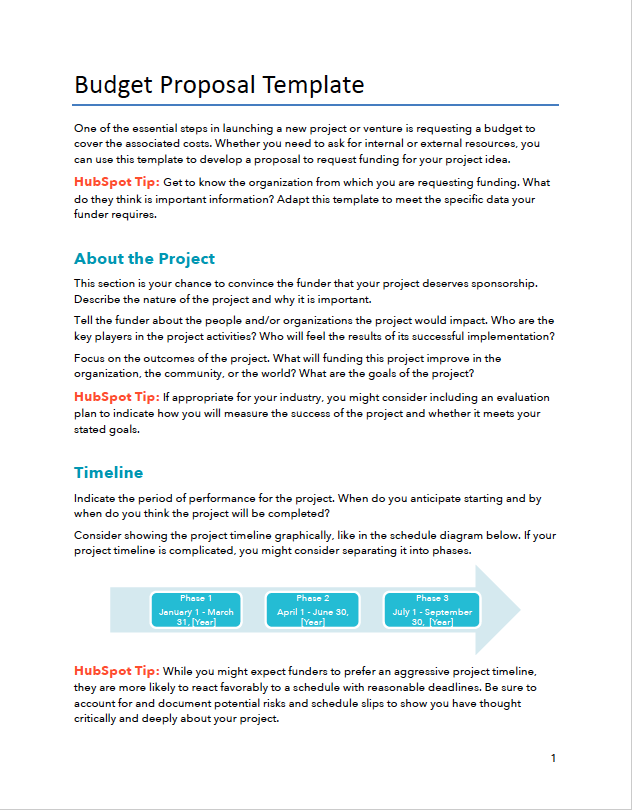 Budget Proposal Template
One of the essential steps in launching a new project or venture is requesting a budget to
cover the associated costs. Whether you need to ask for internal or external resources, you
can use this template to develop a proposal to request funding for your project idea.
HubSpot Tip: Get to know the organization from which you are requesting funding. What
do they think is important information? Adapt this template to meet the specific data your
funder requires.
About the Project
This section is your chance to convince the funder that your project deserves sponsorship.
Describe the nature of the project and why it is important.
Tell the funder about the people and/or organizations the project would impact. Who are the
key players in the project activities? Who will feel the results of its successful implementation?
Focus on the outcomes of the project. What will funding this project improve in the
organization, the community, or the world? What are the goals of the project?
HubSpot Tip: If appropriate for your industry, you might consider including an evaluation
plan to indicate how you will measure the success of the project and whether it meets your
stated goals.
Timeline
Indicate the period of performance for the project. When do you anticipate starting and by
when do you think the project will be completed?
Consider showing the project timeline graphically, like in the schedule diagram below. If your
project timeline is complicated, you might consider separating it into phases.
Phase 1
January 1 - March
31, [Year]
Phase 2
April 1 - June 30,
[Year]
Phase 3
July 1 - September
30, [Year]
HubSpot Tip: While you might expect funders to prefer an aggressive project timeline,
they are more likely to react favorably to a schedule with reasonable deadlines. Be sure to
account for and document potential risks and schedule slips to show you have thought
critically and deeply about your project.
1